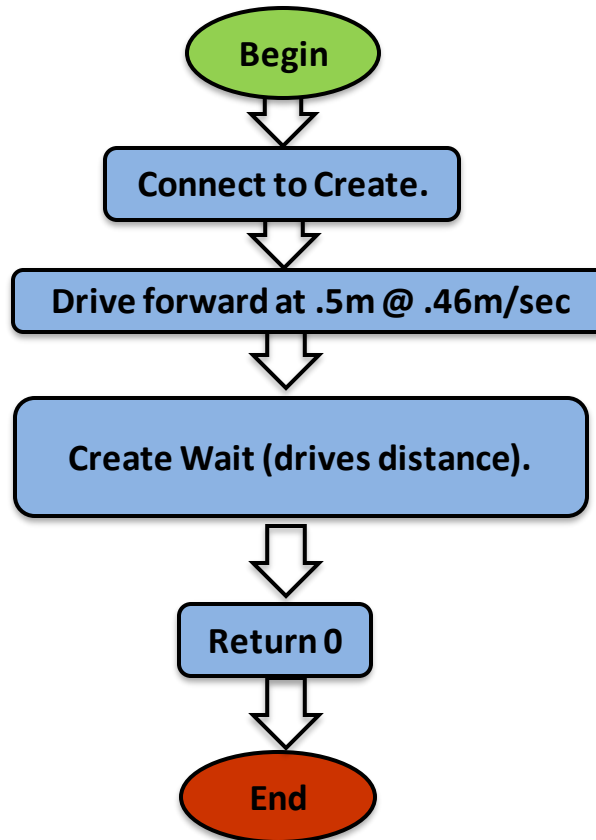 Begin
Connect to Create.
Drive forward at .5m @ .46m/sec
Create Wait (drives distance).
Return 0
End